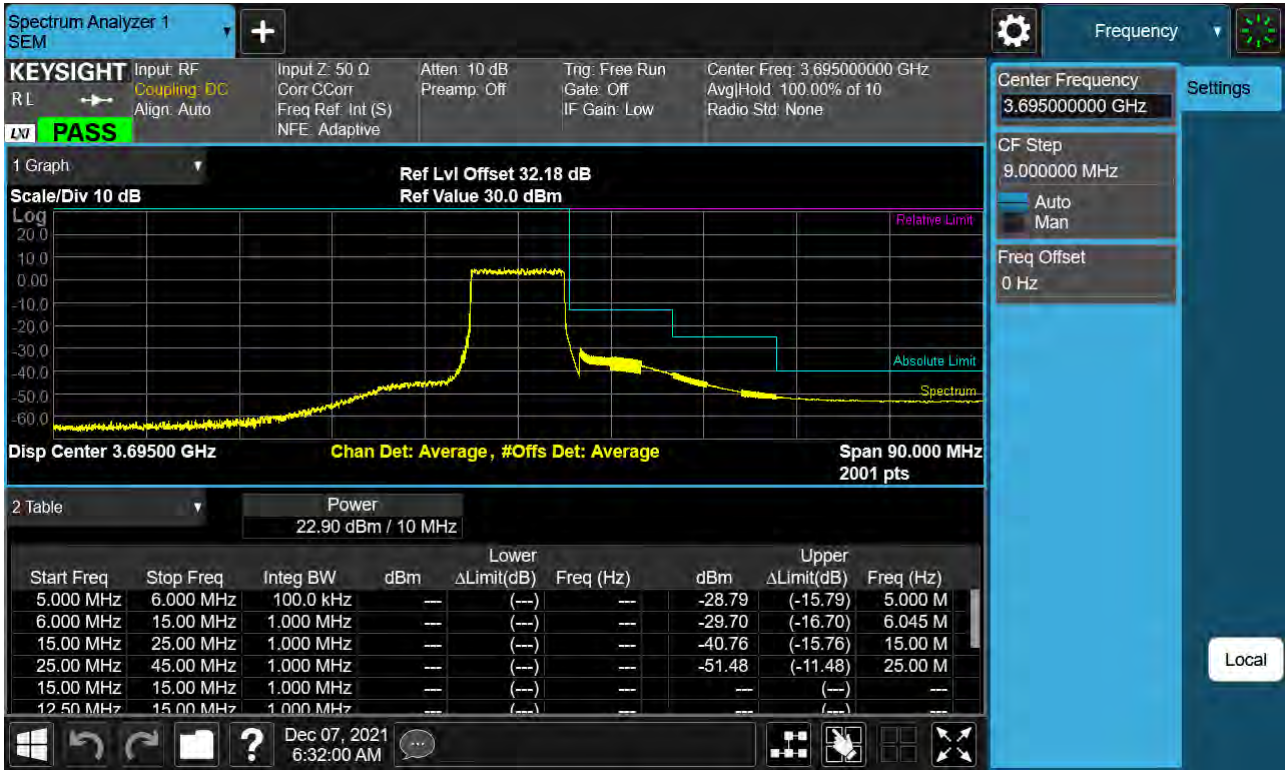 Spectrum Analyzer 1
SEM
Frequency
KEYSIGHT
R L
LXI PASS
Input: RF
Coupling: DC
Align: Auto
Input Z: 50 Ω
Corr CCorr
Freq Ref: Int (S)
NFE: Adaptive
Atten: 10 dB
Preamp: Off
Trig: Free Run
Gate: Off
IF Gain: Low
Center Freq: 3.695000000 GHz
Avg|Hold: 100.00% of 10
Radio Std: None
Center Frequency
3.695000000 GHz
Settings
CF Step
9.000000 MHz
Auto
Man
Freq Offset
0 Hz
1 Graph
Scale/Div 10 dB
Ref Lvl Offset 32.18 dB
Ref Value 30.0 dBm
Log
20.0
10.0
0.00
-10.0
-20.0
-30.0
-40.0
-50.0
-60.0
Relative Limit
Absolute Limit
Spectrum
Disp Center 3.69500 GHz
Chan Det: Average, #Offs Det: Average
Span 90.000 MHz
2001 pts
2 Table
Power
22.90 dBm / 10 MHz
Lower Upper
Start Freq Stop Freq Integ BW dBm ΔLimit(dB) Freq (Hz) dBm ΔLimit(dB) Freq (Hz)
5.000 MHz 6.000 MHz 100.0 kHz --- (---) --- -28.79 (-15.79) 5.000 M
6.000 MHz 15.00 MHz 1.000 MHz --- (---) --- -29.70 (-16.70) 6.045 M
15.00 MHz 25.00 MHz 1.000 MHz --- (---) --- -40.76 (-15.76) 15.00 M
25.00 MHz 45.00 MHz 1.000 MHz --- (---) --- -51.48 (-11.48) 25.00 M
15.00 MHz 15.00 MHz 1.000 MHz --- (---) --- --- (---) ---
12.50 MHz 15.00 MHz 1.000 MHz --- (---) --- --- (---) ---
Local
?
Dec 07, 2021
6:32:00 AM